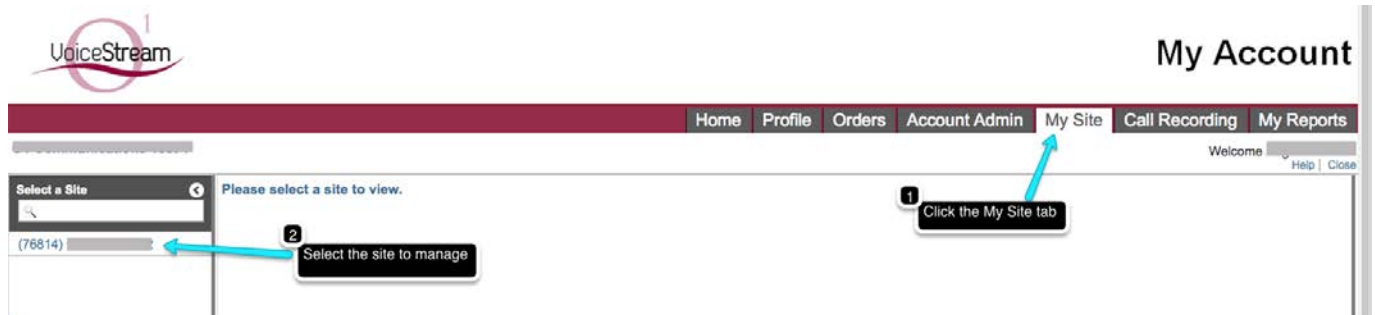 1
VoiceStream
My Account
Home Profile Orders Account Admin My Site Call Recording My Reports
Welcome
Help | Close
Select a Site
Please select a site to view.
1
Click the My Site tab
(76814)
2
Select the site to manage